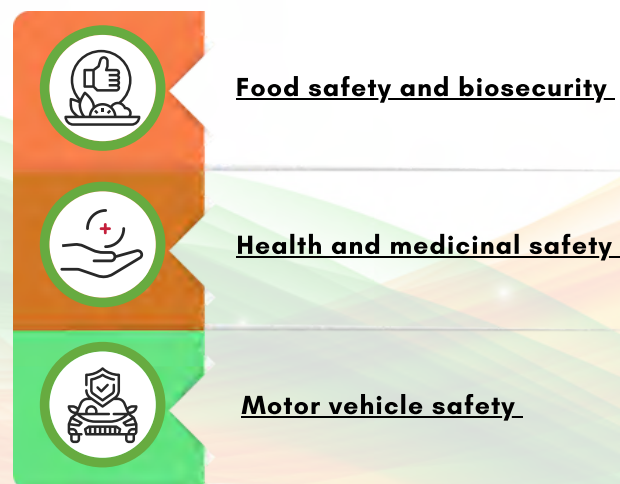 Food safety and biosecurity
Health and medicinal safety
Motor vehicle safety